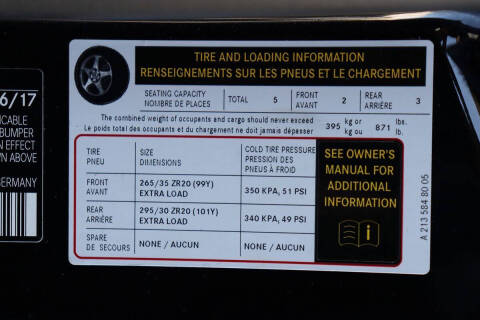 6/17
ICABLE
BUMPER
N EFFECT
WN ABOVE
GERMANY
TIRE AND LOADING INFORMATION
RENSEIGNEMENTS SUR LES PNEUS ET LE CHARGEMENT
SEATING CAPACITY
NOMBRE DE PLACES
TOTAL 5
FRONT
AVANT
2
REAR
ARRIÈRE
3
The combined weight of occupants and cargo should never exceed
Le poids total des occupants et du chargement ne doit jamais dépasser
395 kg or
kg ou
871 lbs.
lb.
TIRE
PNEU
SIZE
DIMENSIONS
COLD TIRE PRESSURE
PRESSION DES
PNEUS À FROID
FRONT
AVANT
265/35 ZR20 (99Y)
EXTRA LOAD
350 KPA, 51 PSI
REAR
ARRIÈRE
295/30 ZR20 (101Y)
EXTRA LOAD
340 KPA, 49 PSI
SPARE
DE SECOURS
NONE / AUCUN
NONE / AUCUN
SEE OWNER'S
MANUAL FOR
ADDITIONAL
INFORMATION
A 213 584 80 05